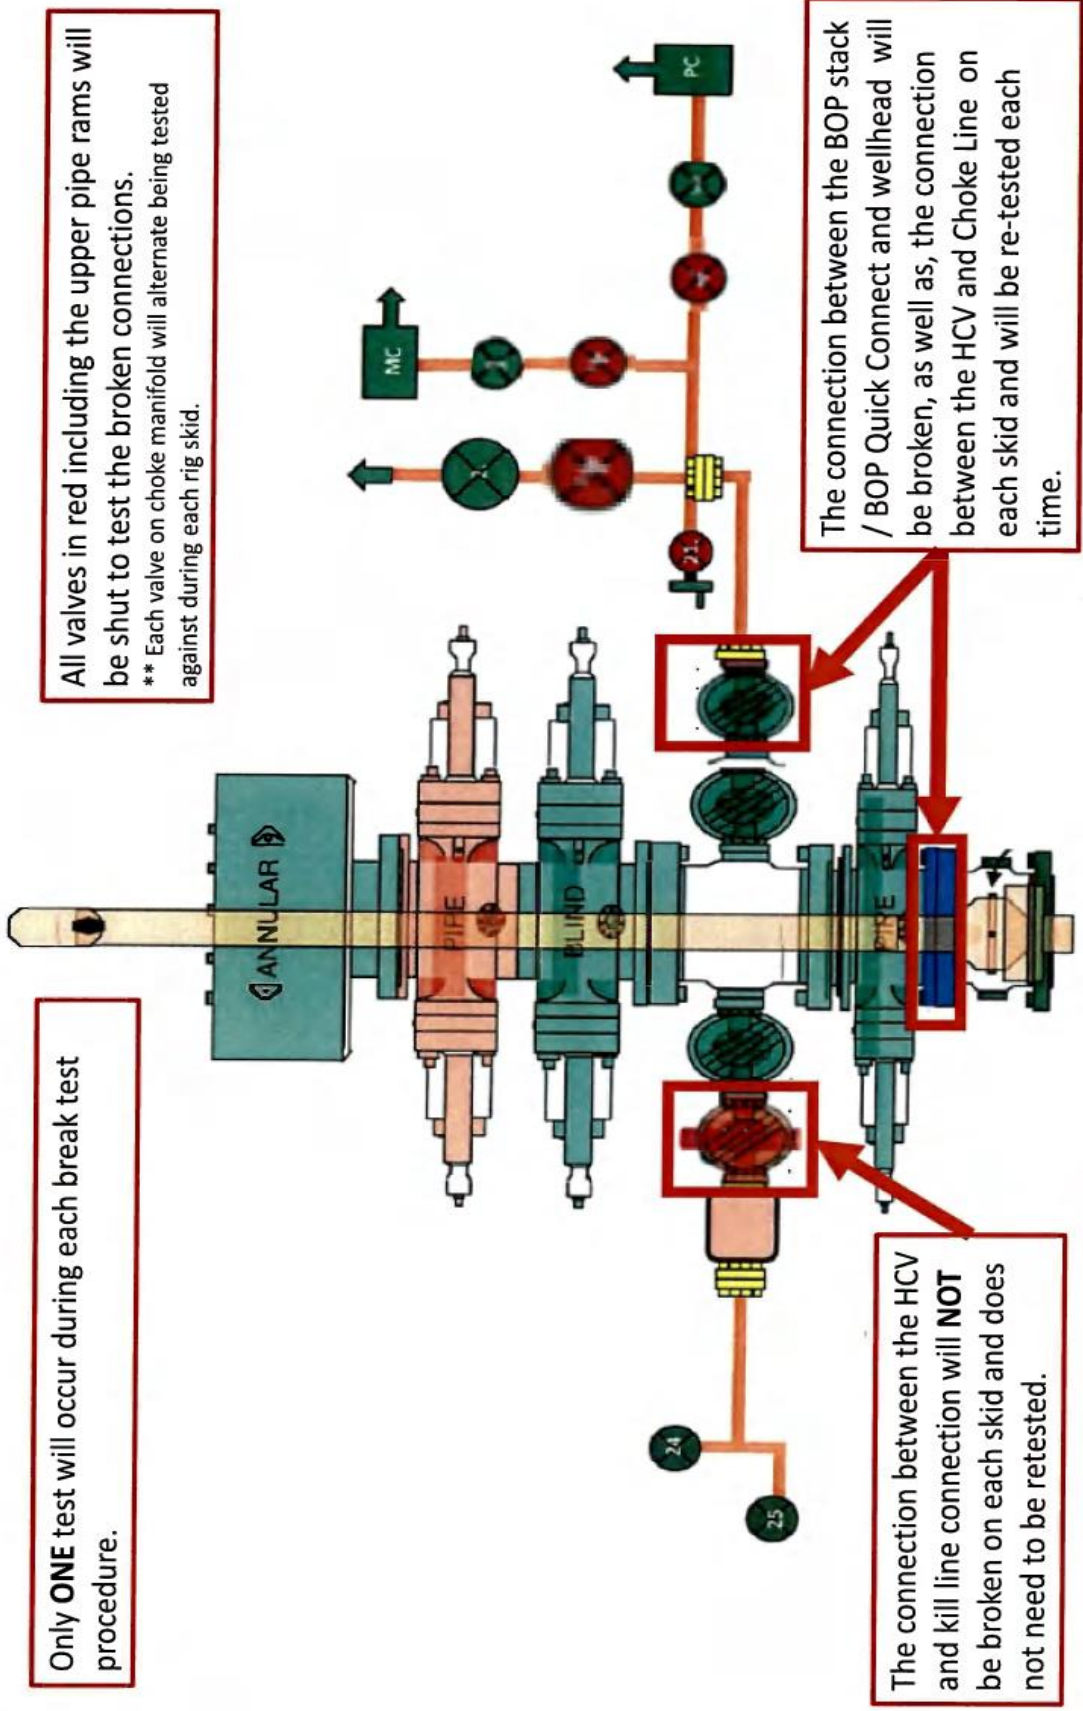 Only ONE test will occur during each break test
procedure.
All valves in red including the upper pipe rams will
be shut to test the broken connections.
** Each valve on choke manifold will alternate being tested
against during each rig skid.
ANNULAR
PIPE
BLIND
PIPE
MC
PC
21
24
25
The connection between the HCV
and kill line connection will NOT
be broken on each skid and does
not need to be retested.
The connection between the BOP stack
/ BOP Quick Connect and wellhead will
be broken, as well as, the connection
between the HCV and Choke Line on
each skid and will be re-tested each
time.